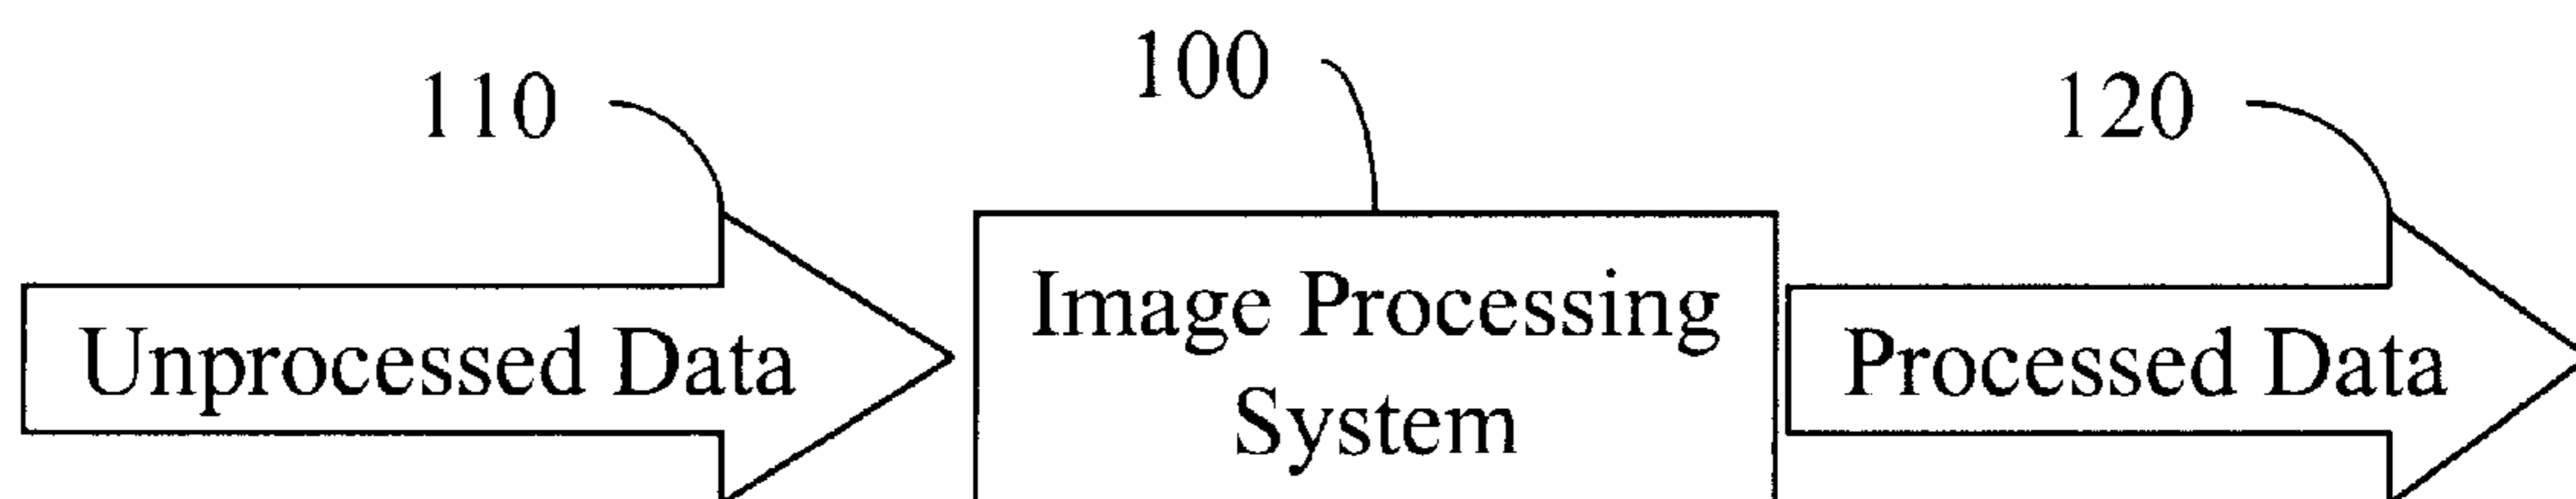 110
100
120
Unprocessed Data
Image Processing
System
Processed Data